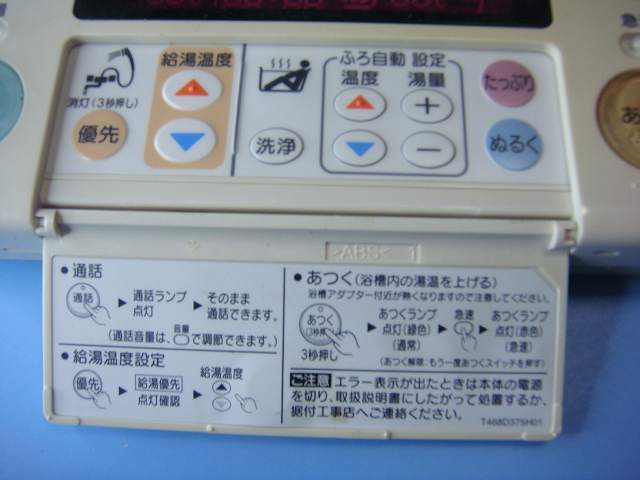 給湯温度
ふろ自動 設定
温度 湯量
たっぷり
消灯(3秒押し)
優先
洗浄
ぬるく
あ
>ABS< 1
●通話
通話
▶ 通話ランプ点灯
▶ そのまま通話できます。
(通話音量は、音量 で調節できます。)
●給湯温度設定
優先
▶ 給湯優先 点灯確認
▶ 給湯温度
●あつく(浴槽内の湯温を上げる)
浴槽アダプター付近が熱くなりますので注意してください。
あつく
(3秒押)
3秒押し
▶ あつくランプ点灯(緑色)(通常)
▶ 急速
▶ あつくランプ点灯(赤色)(急速)
(あつく解除:もう一度あつくスイッチを押す)
ご注意 エラー表示が出たときは本体の電源
を切り、取扱説明書にしたがって処置するか、
据付工事店へご連絡ください。
T468D375H01